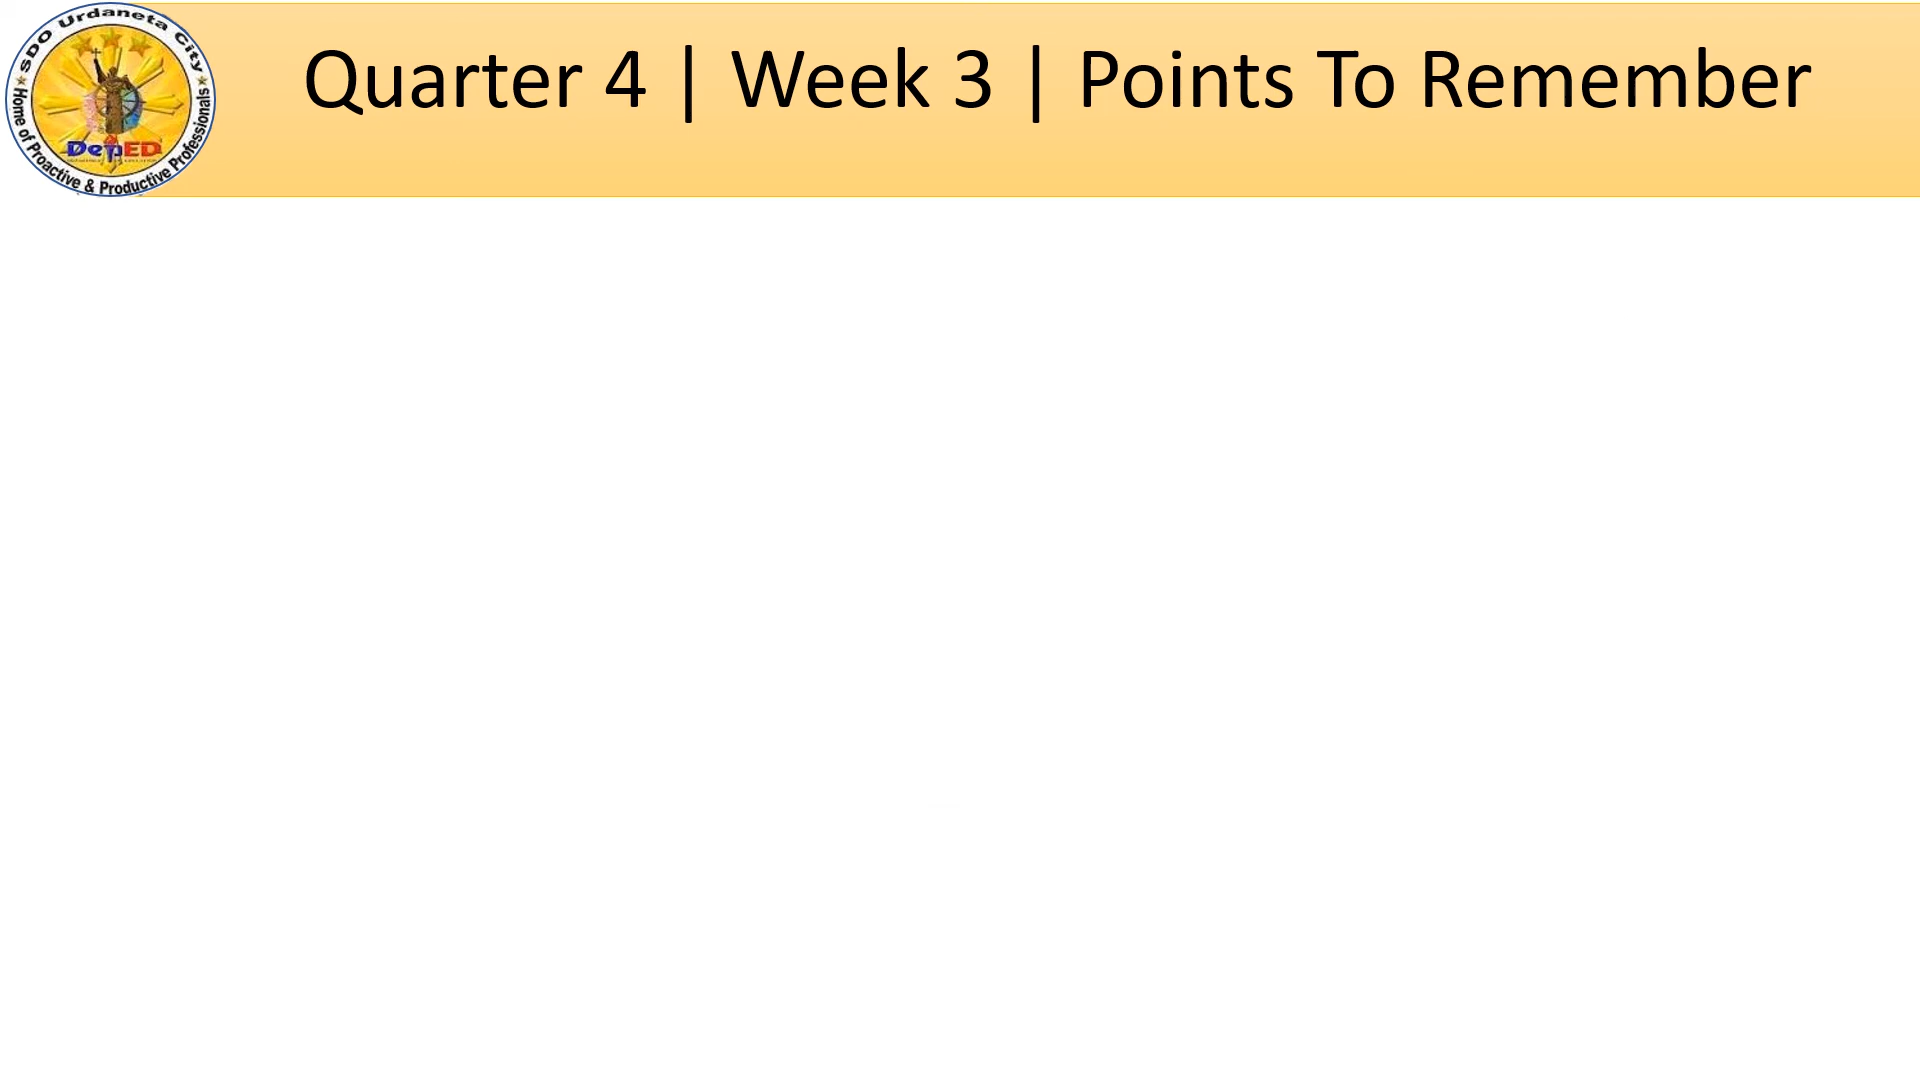 SDO Urdaneta City
Quarter 4 | Week 3 | Points To Remember
DepED
Home of Proactive & Productive Professionals